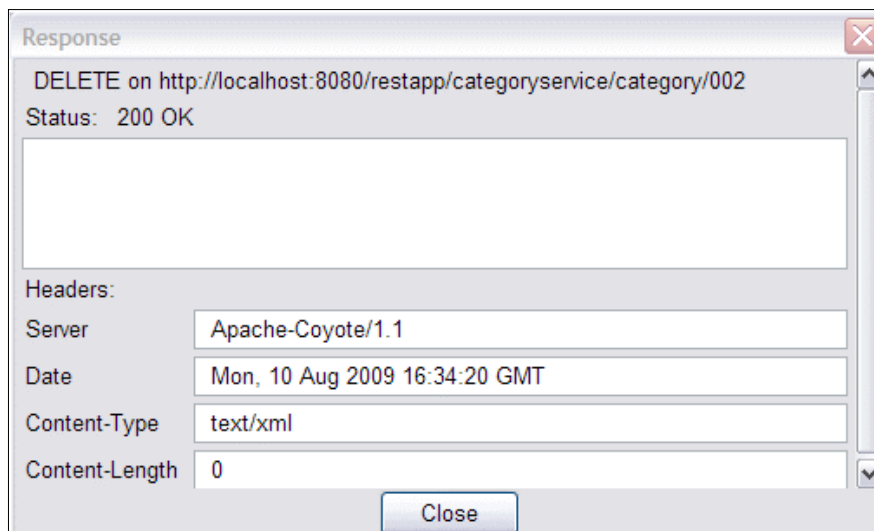 Response
DELETE on http://localhost:8080/restapp/categoryservice/category/002
Status: 200 OK
Headers:
Server Apache-Coyote/1.1
Date Mon, 10 Aug 2009 16:34:20 GMT
Content-Type text/xml
Content-Length 0
Close